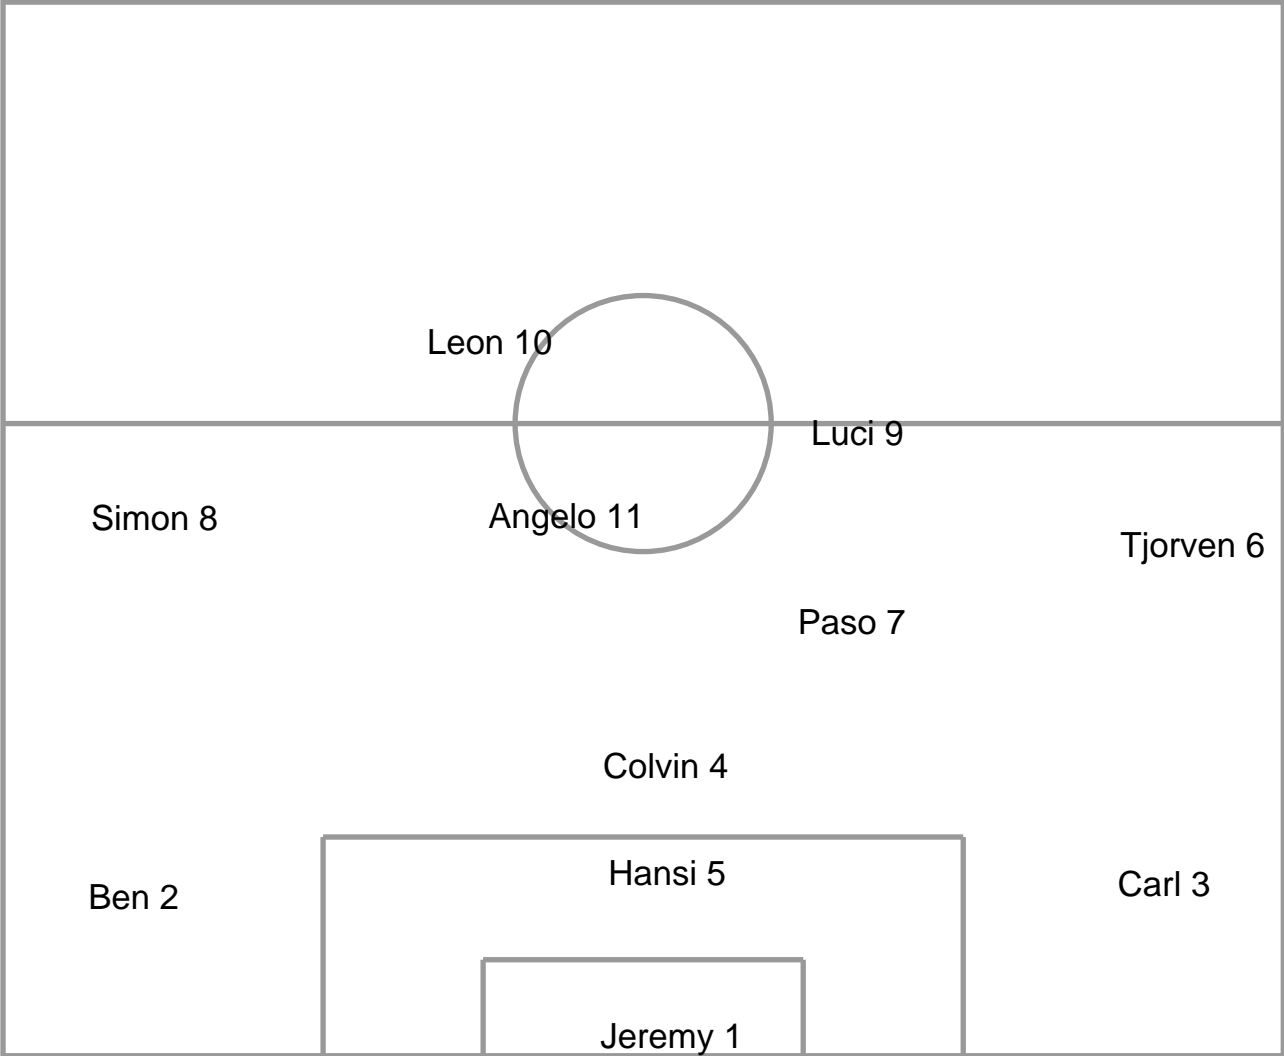 Leon 10
Luci 9
Simon 8
Angelo 11
Tjorven 6
Paso 7
Colvin 4
Hansi 5
Ben 2
Carl 3
Jeremy 1